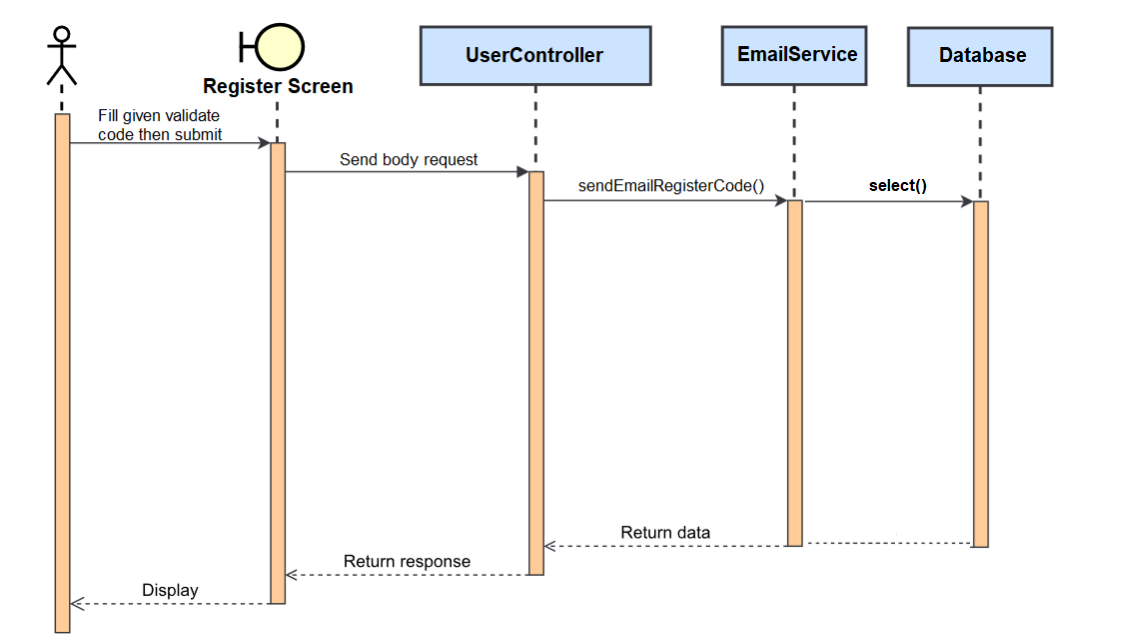 Register Screen
UserController
EmailService
Database
Fill given validate
code then submit
Send body request
sendEmailRegisterCode()
select()
Return data
Return response
Display